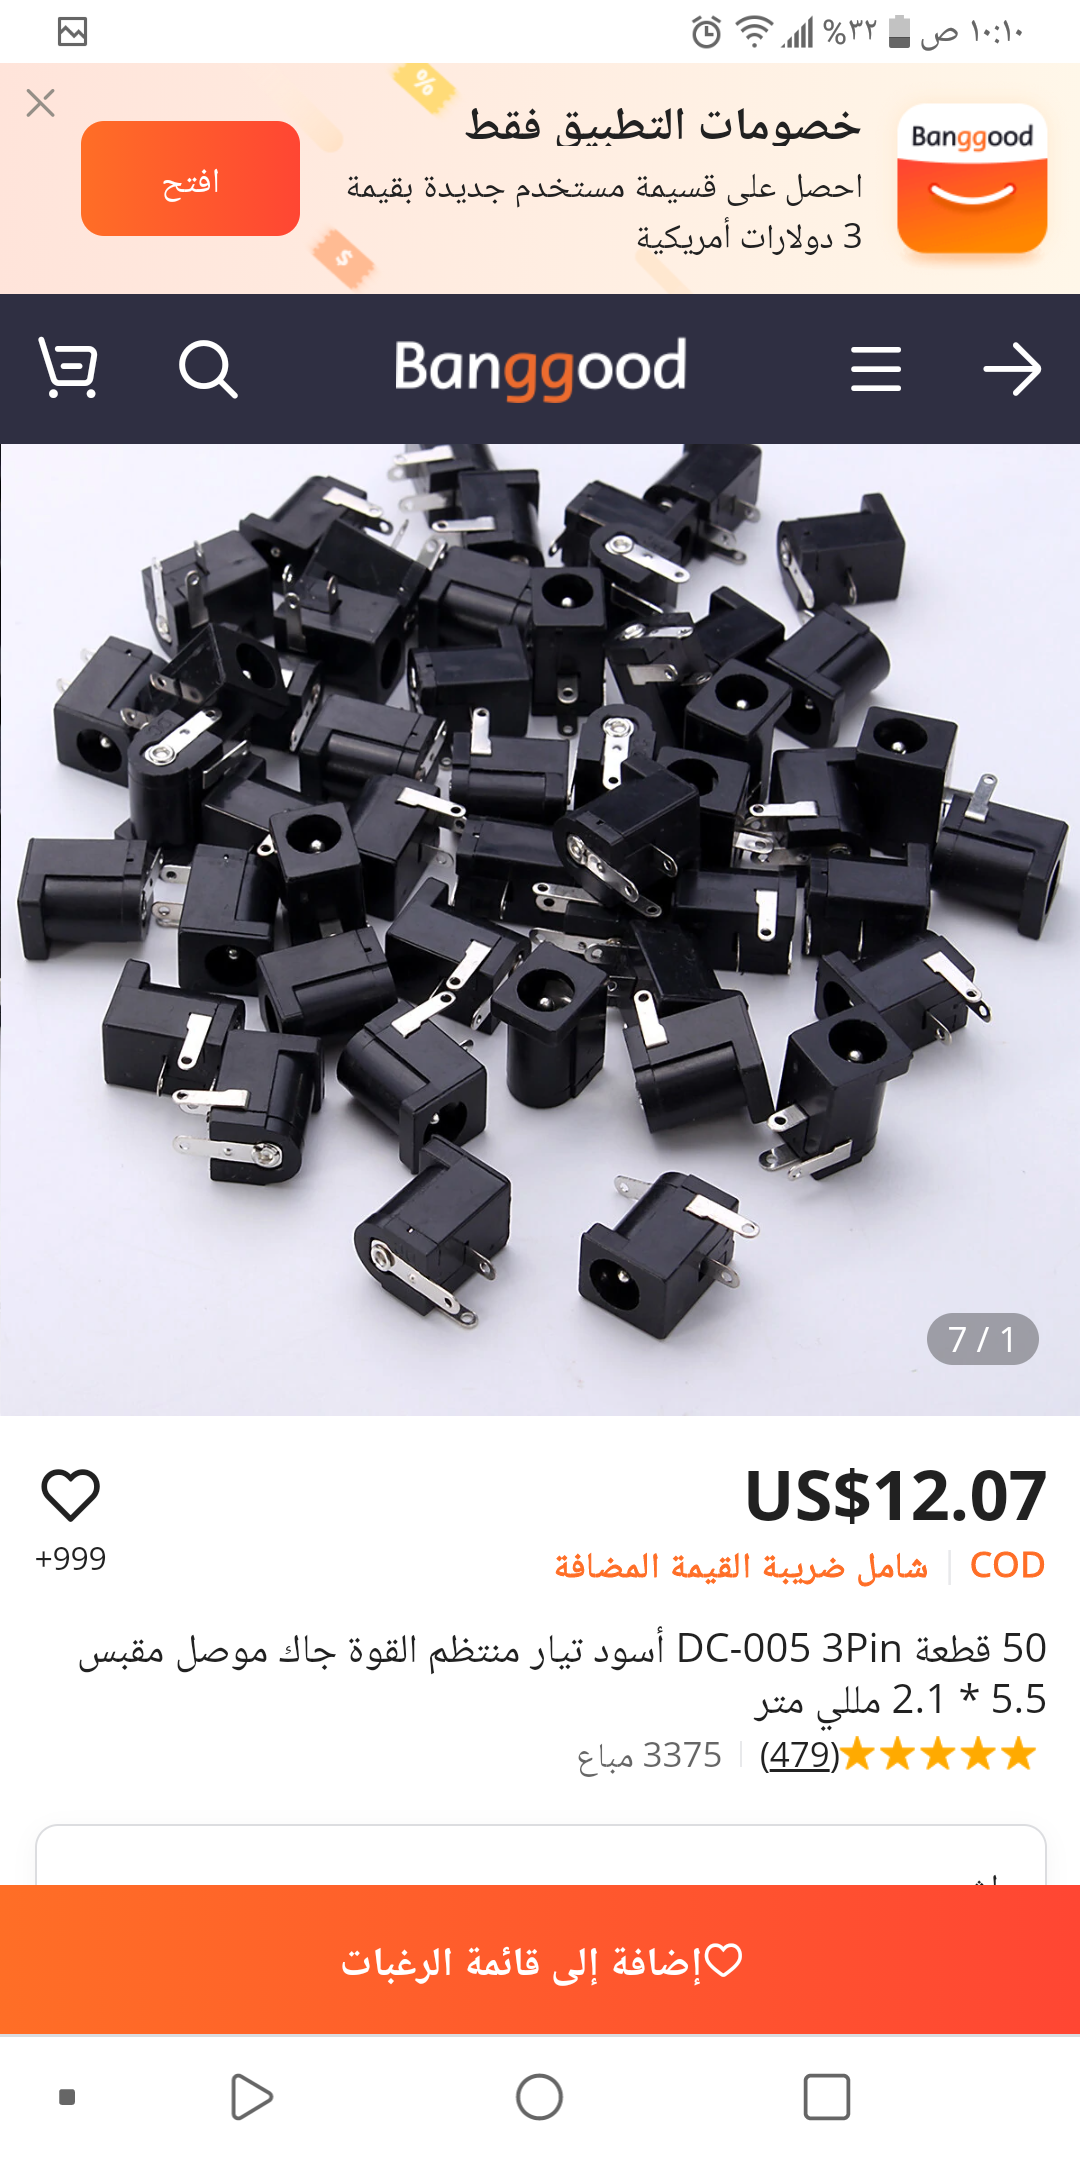 ١٠:١٠ ص ٣٢%
خصومات التطبيق فقط
احصل على قسيمة مستخدم جديدة بقيمة
3 دولارات أمريكية
افتح
Banggood
%
$
Banggood
7 / 1
US$12.07
COD | شامل ضريبة القيمة المضافة
+999
50 قطعة DC-005 3Pin أسود تيار منتظم القوة جاك موصل مقبس
5.5 * 2.1 مللي متر
(479) | 3375 مباع
إضافة إلى قائمة الرغبات